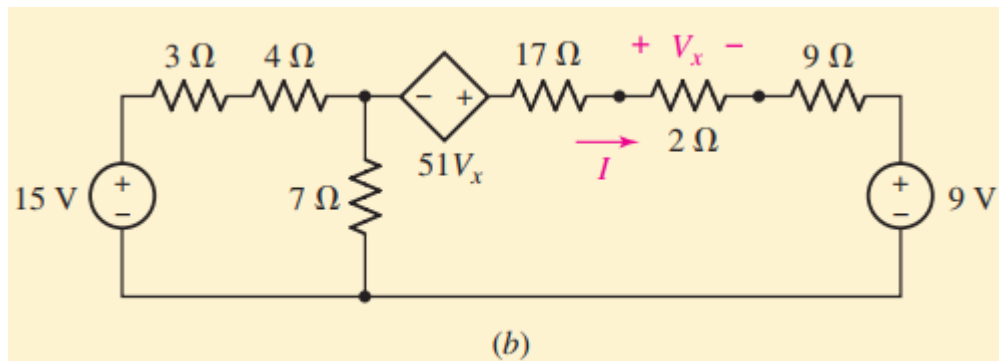 3 Ω 4 Ω 17 Ω + Vₓ − 9 Ω
− +
51Vₓ I 2 Ω
15 V + − 7 Ω + − 9 V
(b)